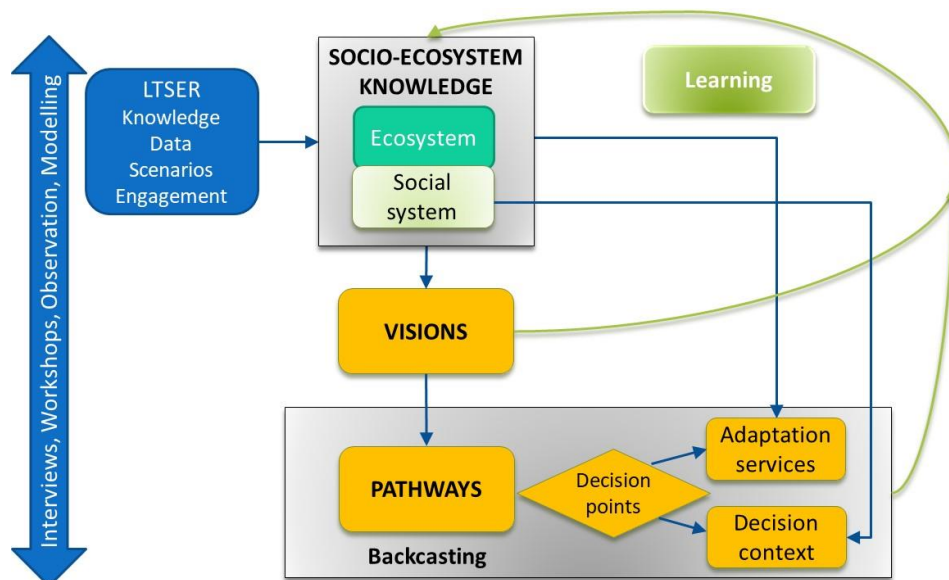 Interviews, Workshops, Observation, Modelling
LTSER
Knowledge
Data
Scenarios
Engagement
SOCIO-ECOSYSTEM
KNOWLEDGE
Ecosystem
Social
system
Learning
VISIONS
PATHWAYS
Decision
points
Adaptation
services
Decision
context
Backcasting